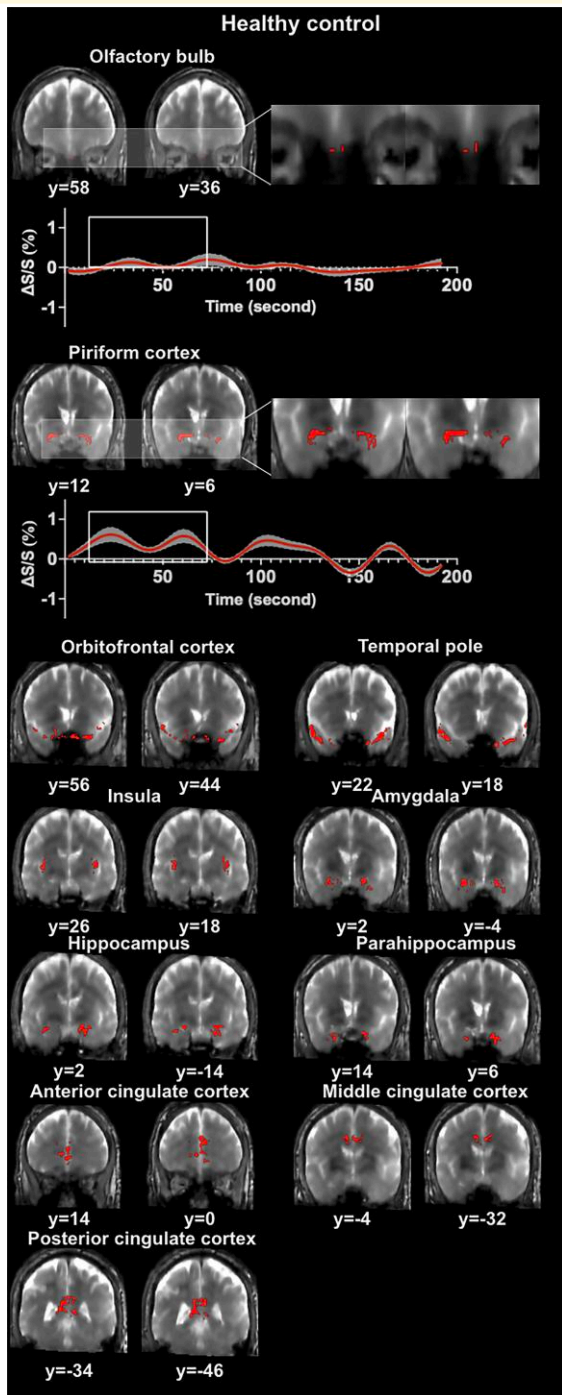 Healthy control
Olfactory bulb
y=58 y=36
ΔS/S (%)
1
0
-1
50 100 150 200
Time (second)
Piriform cortex
y=12 y=6
ΔS/S (%)
1
0
-1
50 100 150 200
Time (second)
Orbitofrontal cortex Temporal pole
y=56 y=44 y=22 y=18
Insula Amygdala
y=26 y=18 y=2 y=-4
Hippocampus Parahippocampus
y=2 y=-14 y=14 y=6
Anterior cingulate cortex Middle cingulate cortex
y=14 y=0 y=-4 y=-32
Posterior cingulate cortex
y=-34 y=-46